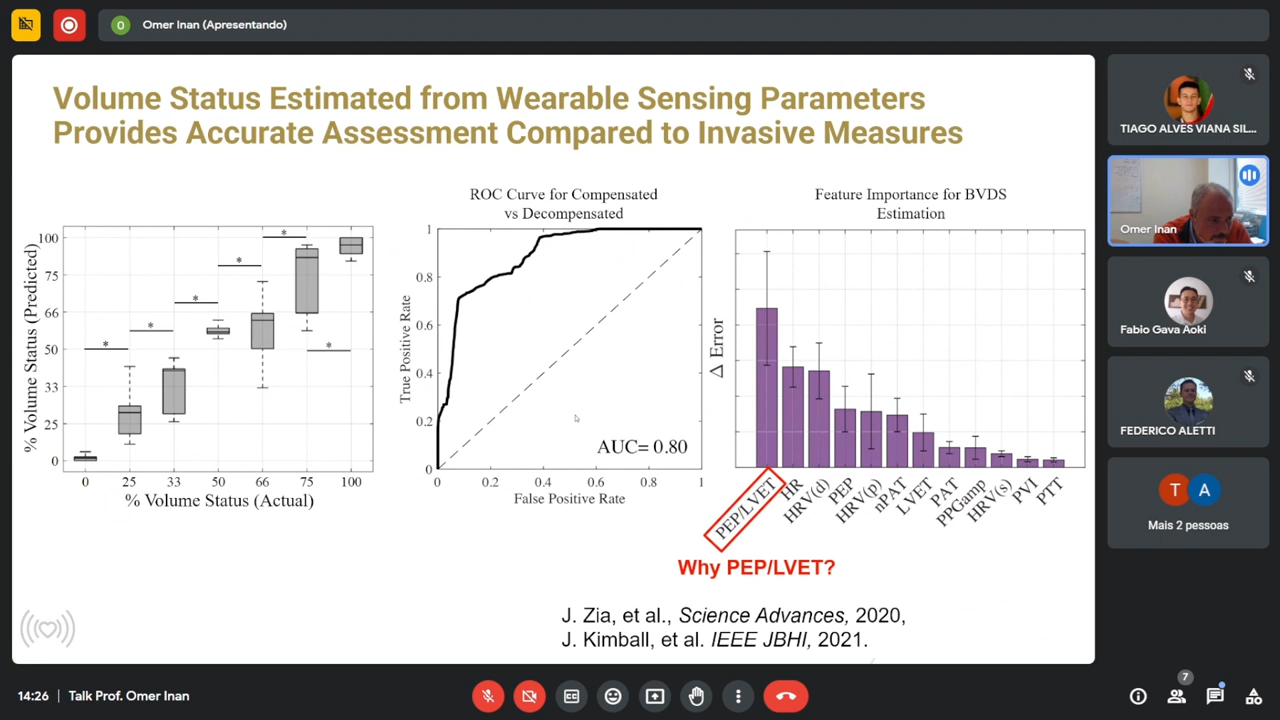 O
Omer Inan (Apresentando)
Volume Status Estimated from Wearable Sensing Parameters
Provides Accurate Assessment Compared to Invasive Measures
% Volume Status (Predicted)
100
75
66
50
33
25
0
*
*
*
*
*
*
0 25 33 50 66 75 100
% Volume Status (Actual)
ROC Curve for Compensated
vs Decompensated
True Positive Rate
1
0.8
0.6
0.4
0.2
0
AUC= 0.80
0 0.2 0.4 0.6 0.8 1
False Positive Rate
Feature Importance for BVDS
Estimation
Δ Error
PEP/LVET
HR
HRV(d)
PEP
HRV(p)
nPAT
LVET
PAT
PPGamp
HRV(s)
PVI
PTT
Why PEP/LVET?
J. Zia, et al., Science Advances, 2020,
J. Kimball, et al. IEEE JBHI, 2021.
TIAGO ALVES VIANA SIL...
Omer Inan
Fabio Gava Aoki
FEDERICO ALETTI
T A
Mais 2 pessoas
14:26 | Talk Prof. Omer Inan
7